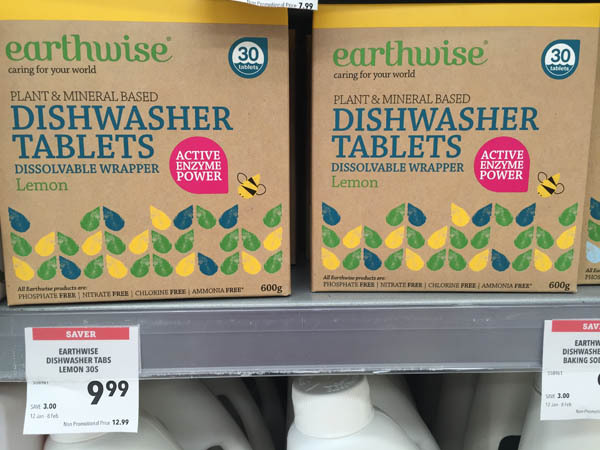 Non Promotional Price 7.99
earthwise
caring for your world
30
tablets
PLANT & MINERAL BASED
DISHWASHER
TABLETS
DISSOLVABLE WRAPPER
Lemon
ACTIVE
ENZYME
POWER
All Earthwise products are:
PHOSPHATE FREE | NITRATE FREE | CHLORINE FREE | AMMONIA FREE*
600g
earthwise
caring for your world
30
tablets
PLANT & MINERAL BASED
DISHWASHER
TABLETS
DISSOLVABLE WRAPPER
Lemon
ACTIVE
ENZYME
POWER
All Earthwise products are:
PHOSPHATE FREE | NITRATE FREE | CHLORINE FREE | AMMONIA FREE*
600g
SAVER
EARTHWISE
DISHWASHER TABS
LEMON 30S
9.99
SAVE 3.00
12 Jan - 8 Feb
Non Promotional Price 12.99
SAVER
EARTHW
DISHWASHE
BAKING SO
SAVE 3.00
12 Jan - 8 Feb
Non Promotional